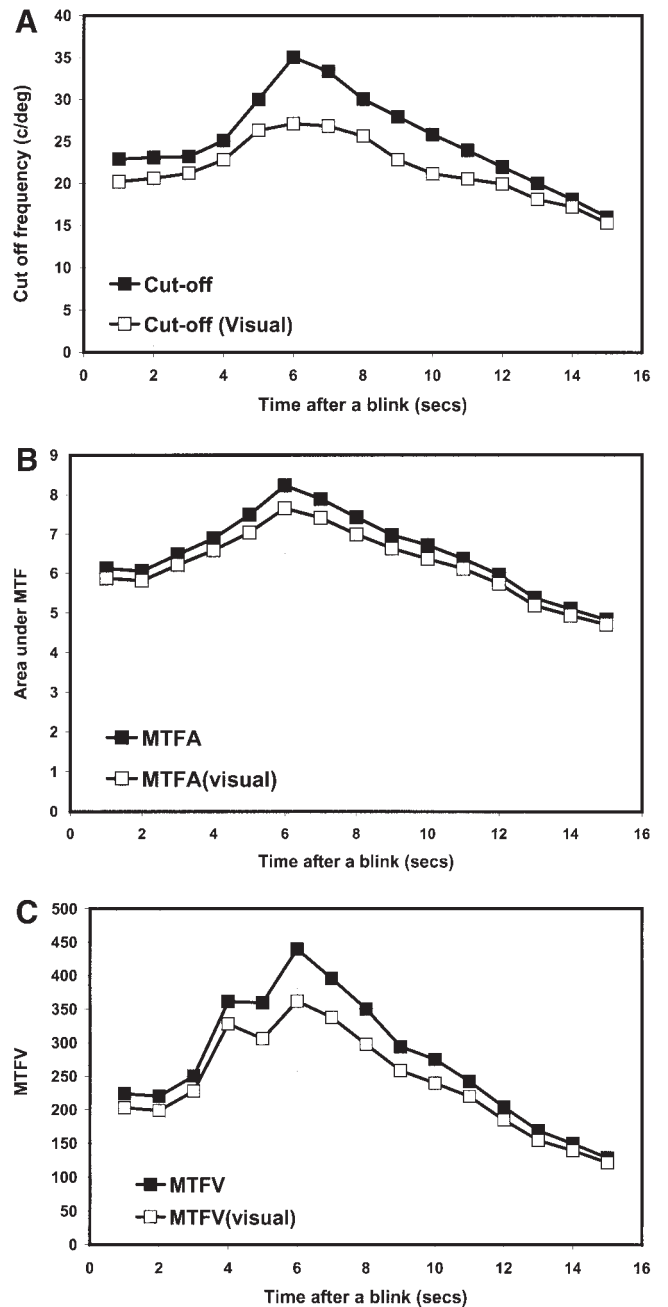 A
40
35
30
25
20
15
10
5
0
Cut off frequency (c/deg)
Cut-off
Cut-off (Visual)
0 2 4 6 8 10 12 14 16
Time after a blink (secs)
B
9
8
7
6
5
4
3
2
1
0
Area under MTF
MTFA
MTFA(visual)
0 2 4 6 8 10 12 14 16
Time after a blink (secs)
C
500
450
400
350
300
250
200
150
100
50
0
MTFV
MTFV
MTFV(visual)
0 2 4 6 8 10 12 14 16
Time after a blink (secs)